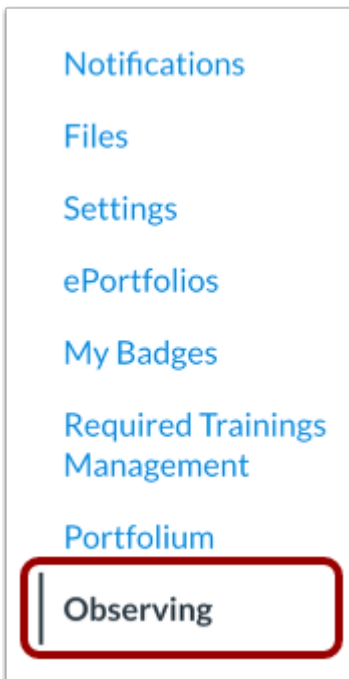 Notifications
Files
Settings
ePortfolios
My Badges
Required Trainings
Management
Portfolium
Observing